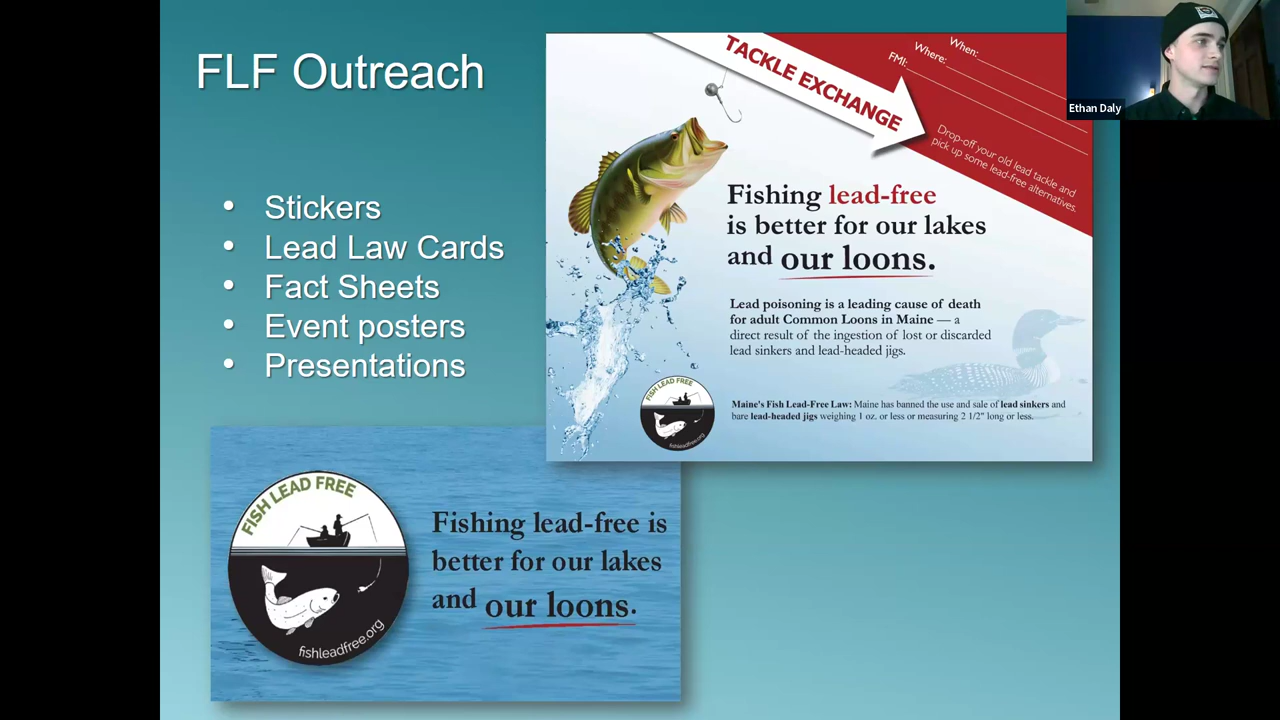 FLF Outreach
• Stickers
• Lead Law Cards
• Fact Sheets
• Event posters
• Presentations
TACKLE EXCHANGE
When:
Where:
FMI:
Drop-off your old lead tackle and
pick up some lead-free alternatives.
Fishing lead-free
is better for our lakes
and our loons.
Lead poisoning is a leading cause of death
for adult Common Loons in Maine — a
direct result of the ingestion of lost or discarded
lead sinkers and lead-headed jigs.
FISH LEAD FREE
fishleadfree.org
Maine's Fish Lead-Free Law: Maine has banned the use and sale of lead sinkers and
bare lead-headed jigs weighing 1 oz. or less or measuring 2 1/2" long or less.
FISH LEAD FREE
fishleadfree.org
Fishing lead-free is
better for our lakes
and our loons.
Ethan Daly